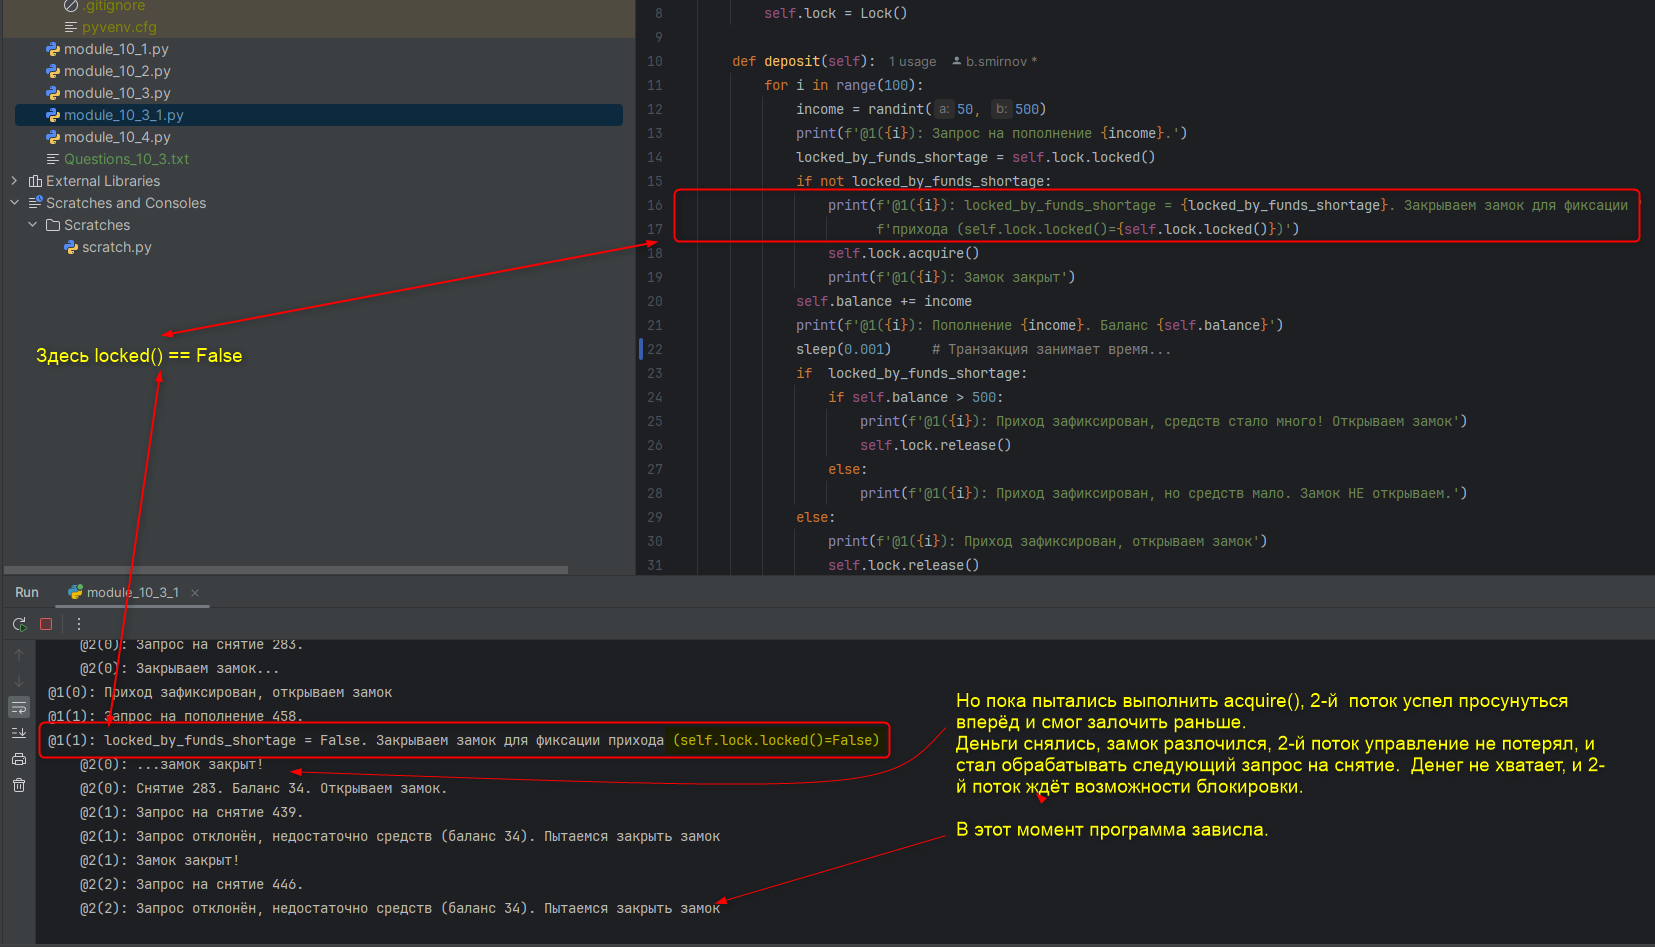 .gitignore
pyvenv.cfg
module_10_1.py
module_10_2.py
module_10_3.py
module_10_3_1.py
module_10_4.py
Questions_10_3.txt
External Libraries
Scratches and Consoles
Scratches
scratch.py
Здесь locked() == False
8 self.lock = Lock()
9
10 def deposit(self): 1 usage b.smirnov *
11 for i in range(100):
12 income = randint( a: 50, b: 500)
13 print(f'@1({i}): Запрос на пополнение {income}.')
14 locked_by_funds_shortage = self.lock.locked()
15 if not locked_by_funds_shortage:
16 print(f'@1({i}): locked_by_funds_shortage = {locked_by_funds_shortage}. Закрываем замок для фиксации '
17 f'прихода (self.lock.locked()={self.lock.locked()})')
18 self.lock.acquire()
19 print(f'@1({i}): Замок закрыт')
20 self.balance += income
21 print(f'@1({i}): Пополнение {income}. Баланс {self.balance}')
22 sleep(0.001) # Транзакция занимает время...
23 if locked_by_funds_shortage:
24 if self.balance > 500:
25 print(f'@1({i}): Приход зафиксирован, средств стало много! Открываем замок')
26 self.lock.release()
27 else:
28 print(f'@1({i}): Приход зафиксирован, но средств мало. Замок НЕ открываем.')
29 else:
30 print(f'@1({i}): Приход зафиксирован, открываем замок')
31 self.lock.release()
Run module_10_3_1
@2(0): Запрос на снятие 283.
@2(0): Закрываем замок...
@1(0): Приход зафиксирован, открываем замок
@1(1): Запрос на пополнение 458.
@1(1): locked_by_funds_shortage = False. Закрываем замок для фиксации прихода (self.lock.locked()=False)
@2(0): ...замок закрыт!
@2(0): Снятие 283. Баланс 34. Открываем замок.
@2(1): Запрос на снятие 439.
@2(1): Запрос отклонён, недостаточно средств (баланс 34). Пытаемся закрыть замок
@2(1): Замок закрыт!
@2(2): Запрос на снятие 446.
@2(2): Запрос отклонён, недостаточно средств (баланс 34). Пытаемся закрыть замок
Но пока пытались выполнить acquire(), 2-й поток успел просунуться
вперёд и смог залочить раньше.
Деньги снялись, замок разлочился, 2-й поток управление не потерял, и
стал обрабатывать следующий запрос на снятие. Денег не хватает, и 2-
й поток ждёт возможности блокировки.
В этот момент программа зависла.